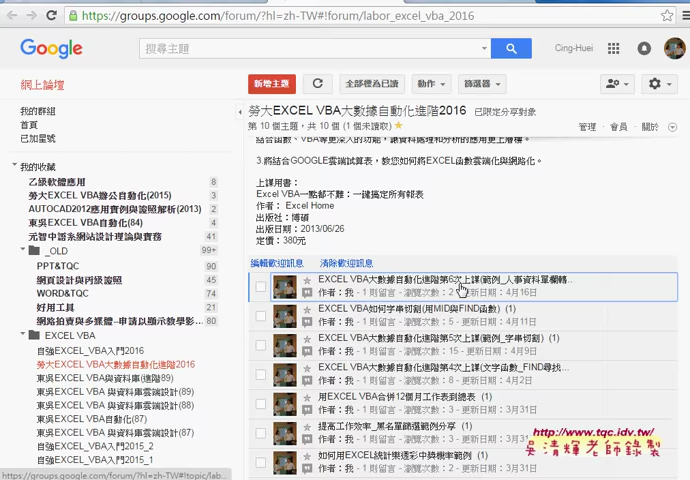 https://groups.google.com/forum/?hl=zh-TW#!forum/labor_excel_vba_2016
Google
搜尋主題
Cing-Huei
網上論壇
新增主題
全部標為已讀
動作
篩選器
我的群組
首頁
已加星號
我的收藏
乙級軟體應用 8
勞大EXCEL VBA辦公自動化(2015) 3
AUTOCAD2012應用實例與證照解析(2013) 2
東吳EXCEL VBA自動化(84) 4
元智中語系網站設計理論與實務 41
_OLD 99+
PPT&TQC 90
網頁設計與丙級證照 45
WORD&TQC 74
好用工具 21
網路拍賣與多媒體–申請以顯示教學影... 80
EXCEL VBA
自強EXCEL_VBA入門2016
勞大EXCEL VBA大數據自動化進階2016
東吳EXCEL VBA 與資料庫(進階89)
東吳EXCEL VBA 與資料庫雲端設計(89)
東吳EXCEL VBA 與資料庫雲端設計(88)
東吳EXCEL VBA自動化(87)
東吳EXCEL VBA 與資料庫雲端設計(86)
自強EXCEL_VBA入門2015_2
自強EXCEL_VBA入門2015_1
https://groups.google.com/forum/?hl=zh-TW#!topic/lab...
勞大EXCEL VBA大數據自動化進階2016 已限定分享對象
第 10 個主題，共 10 個 (1 個未讀取)
管理 · 會員 · 關於
結合函數、VBA等更深入的功能，讓資料處理和分析的應用更上層樓。
3.將結合GOOGLE雲端試算表，教您如何將EXCEL函數雲端化與網路化。
上課用書：
Excel VBA一點都不難：一鍵搞定所有報表
作者： Excel Home
出版社：博碩
出版日期：2013/06/26
定價：380元
編輯歡迎訊息 清除歡迎訊息
EXCEL VBA大數據自動化進階第6次上課(範例_人事資料單欄轉...
作者：我 - 1 則留言 - 瀏覽次數：2 - 更新日期：4月16日
EXCEL VBA如何字串切割(用MID與FIND函數) (1)
作者：我 - 1 則留言 - 瀏覽次數：5 - 更新日期：4月11日
EXCEL VBA大數據自動化進階第5次上課(範例_字串切割) (1)
作者：我 - 1 則留言 - 瀏覽次數：15 - 更新日期：4月9日
EXCEL VBA大數據自動化進階第4次上課(文字函數_FIND尋找...
作者：我 - 1 則留言 - 瀏覽次數：8 - 更新日期：4月2日
用EXCEL VBA合併12個月工作表到總表 (1)
作者：我 - 1 則留言 - 瀏覽次數：3 - 更新日期：3月31日
提高工作效率_黑名單篩選範例分享 (1)
作者：我 - 1 則留言 - 瀏覽次數：3 - 更新日期：3月31日
如何用EXCEL統計樂透彩中獎機率範例 (1)
作者：我 - 1 則留言 - 瀏覽次數：6 - 更新日期：3月31日
http://www.tqc.idv.tw/
吳清輝老師錄製